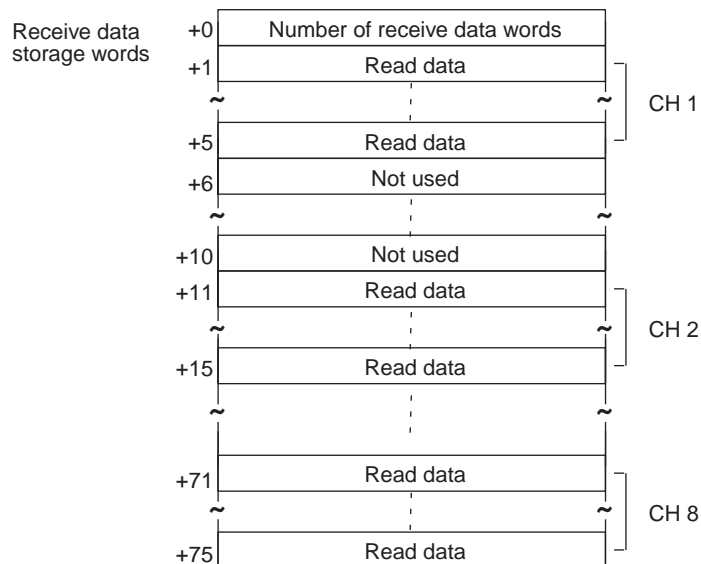 Receive data
storage words
+0 Number of receive data words
+1 Read data
CH 1
+5 Read data
+6 Not used
+10 Not used
+11 Read data
CH 2
+15 Read data
+71 Read data
CH 8
+75 Read data